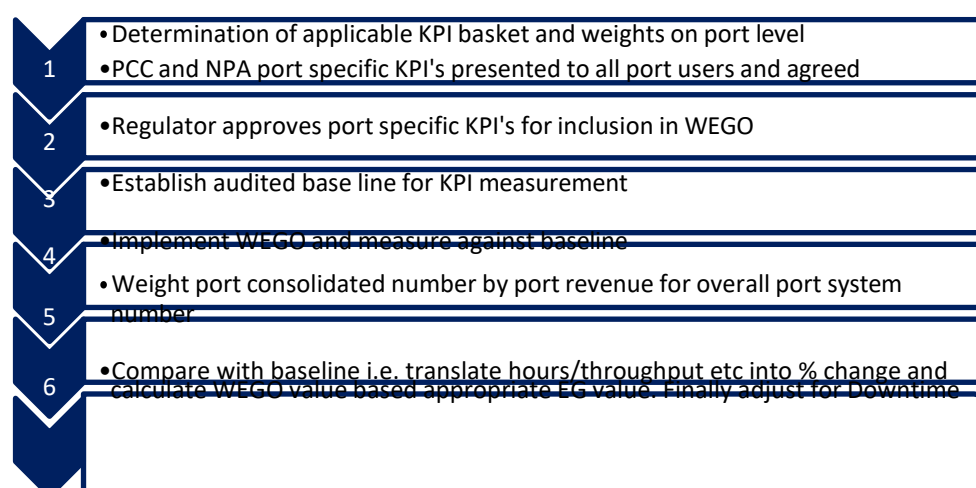 •Determination of applicable KPI basket and weights on port level
1
•PCC and NPA port specific KPI's presented to all port users and agreed
2
•Regulator approves port specific KPI's for inclusion in WEGO
3
•Establish audited base line for KPI measurement
4
•Implement WEGO and measure against baseline
5
•Weight port consolidated number by port revenue for overall port system
number
6
•Compare with baseline i.e. translate hours/throughput etc into % change and
calculate WEGO value based appropriate EG value. Finally adjust for Downtime